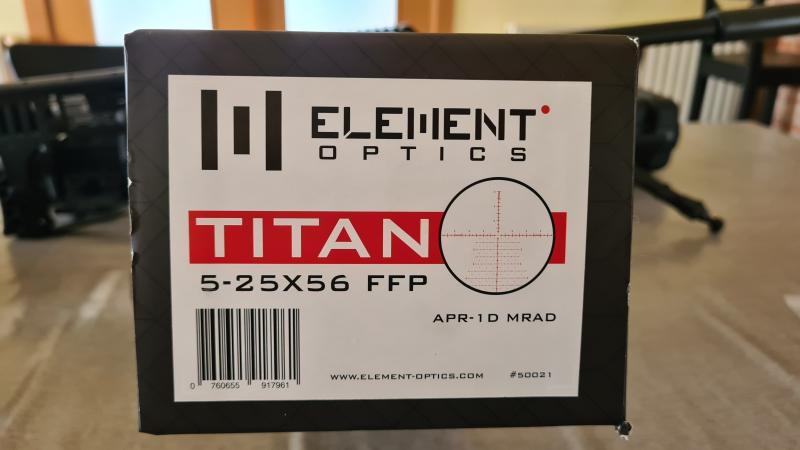 ELEMENT
OPTICS
TITAN
5-25X56 FFP
APR-1D MRAD
0 760655 917961
WWW.ELEMENT-OPTICS.COM #50021